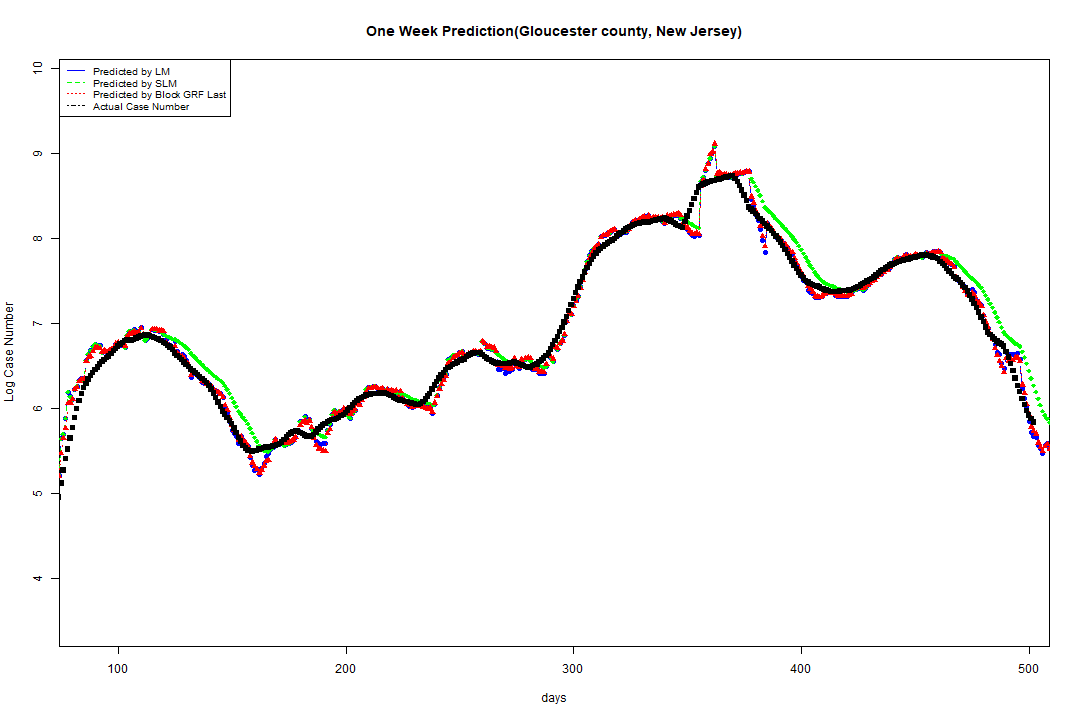 One Week Prediction(Gloucester county, New Jersey)
Predicted by LM
Predicted by SLM
Predicted by Block GRF Last
Actual Case Number
10
9
8
7
6
5
4
Log Case Number
100 200 300 400 500
days